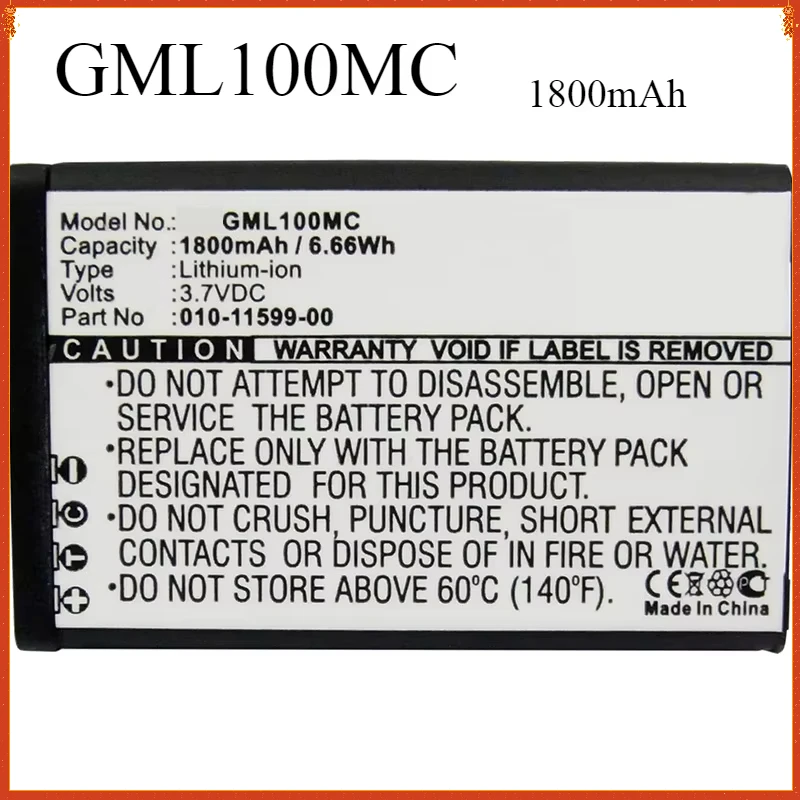 GML100MC
1800mAh
Model No.: GML100MC
Capacity :1800mAh / 6.66Wh
Type :Lithium-ion
Volts :3.7VDC
Part No :010-11599-00
CAUTION WARRANTY VOID IF LABEL IS REMOVED
•DO NOT ATTEMPT TO DISASSEMBLE, OPEN OR
SERVICE THE BATTERY PACK.
•REPLACE ONLY WITH THE BATTERY PACK
DESIGNATED FOR THIS PRODUCT.
•DO NOT CRUSH, PUNCTURE, SHORT EXTERNAL
CONTACTS OR DISPOSE OF IN FIRE OR WATER.
•DO NOT STORE ABOVE 60°C (140°F).
CE
Made In China